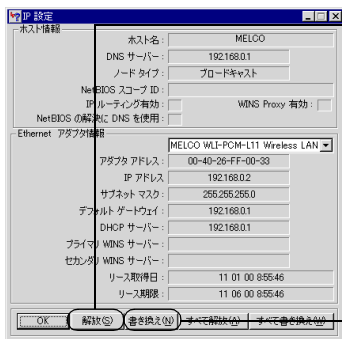 IP 設定
ホスト情報
ホスト名： MELCO
DNS サーバー： 192.168.0.1
ノード タイプ： ブロードキャスト
NetBIOS スコープ ID：
IP ルーティング有効： WINS Proxy 有効：
NetBIOS の解決に DNS を使用：
Ethernet アダプタ情報
MELCO WLI-PCM-L11 Wireless LAN
アダプタ アドレス： 00-40-26-FF-00-33
IP アドレス 192.168.0.2
サブネット マスク： 255.255.255.0
デフォルト ゲートウェイ： 192.168.0.1
DHCP サーバー： 192.168.0.1
プライマリ WINS サーバー：
セカンダリ WINS サーバー：
リース取得日： 11 01 00 8:55:46
リース期限： 11 06 00 8:55:46
OK 解放(S) 書き換え(N) すべて解放(A) すべて書き換え(W)